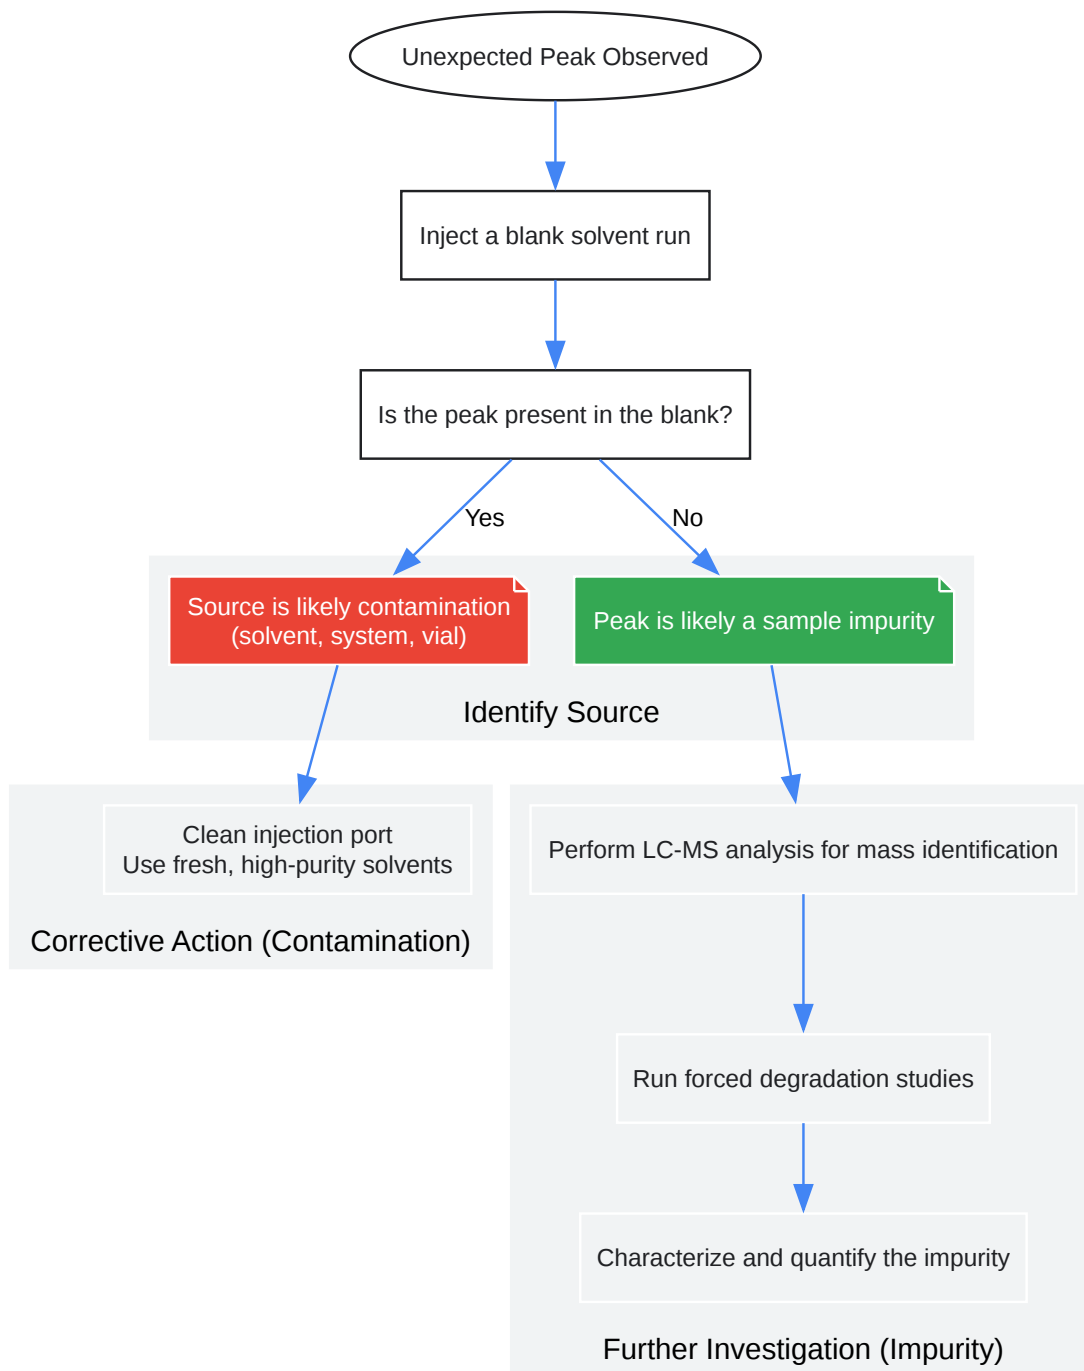 Unexpected Peak Observed
Inject a blank solvent run
Is the peak present in the blank?
Yes
No
Source is likely contamination
(solvent, system, vial)
Peak is likely a sample impurity
Identify Source
Clean injection port
Use fresh, high-purity solvents
Corrective Action (Contamination)
Perform LC-MS analysis for mass identification
Run forced degradation studies
Characterize and quantify the impurity
Further Investigation (Impurity)